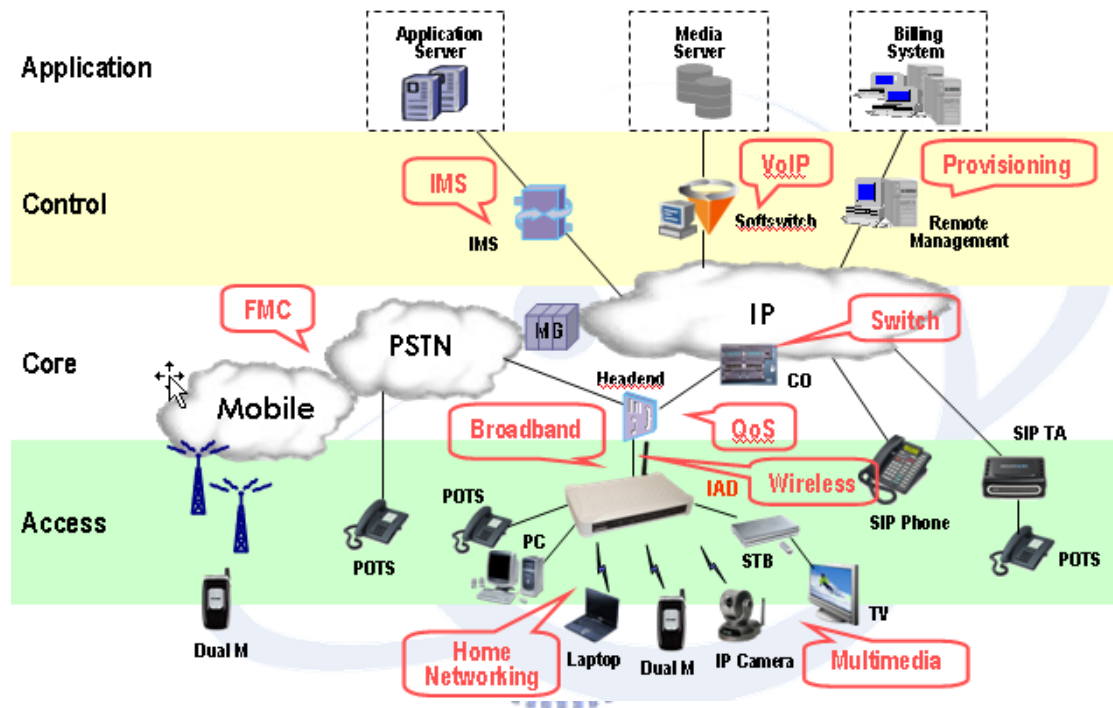 Application
Application
Server
Media
Server
Billing
System
Control
IMS
IMS
VoIP
Softswitch
Provisioning
Remote
Management
Core
FMC
Mobile
PSTN
MG
IP
Switch
CO
Headend
Broadband
QoS
Wireless
IAD
Access
POTS
POTS
PC
STB
TV
SIP Phone
SIP TA
POTS
Dual M
Home
Networking
Laptop
Dual M
IP Camera
Multimedia